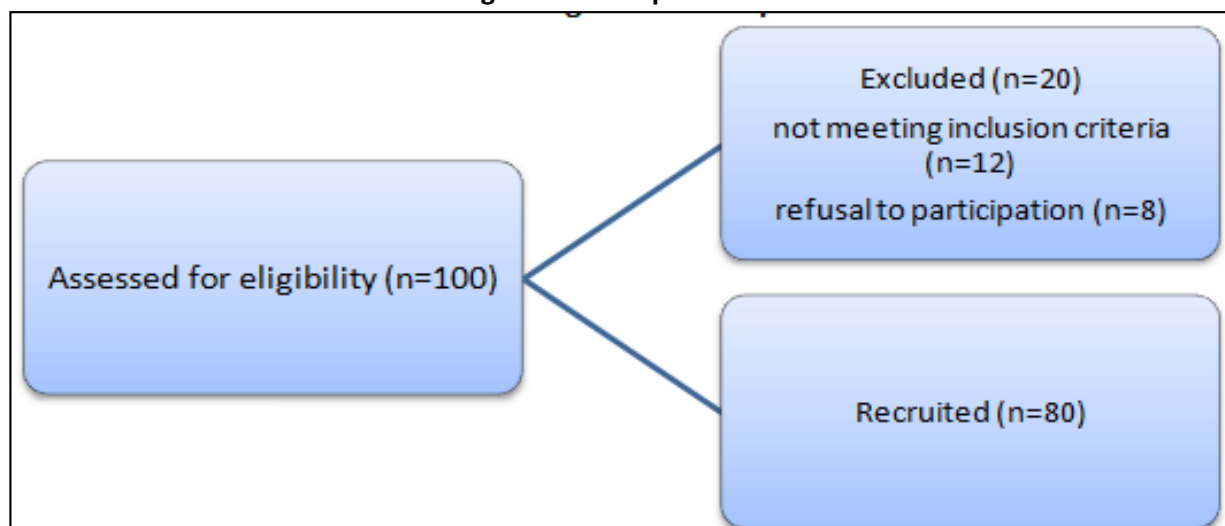 Assessed for eligibility (n=100)
Excluded (n=20)
not meeting inclusion criteria
(n=12)
refusal to participation (n=8)
Recruited (n=80)